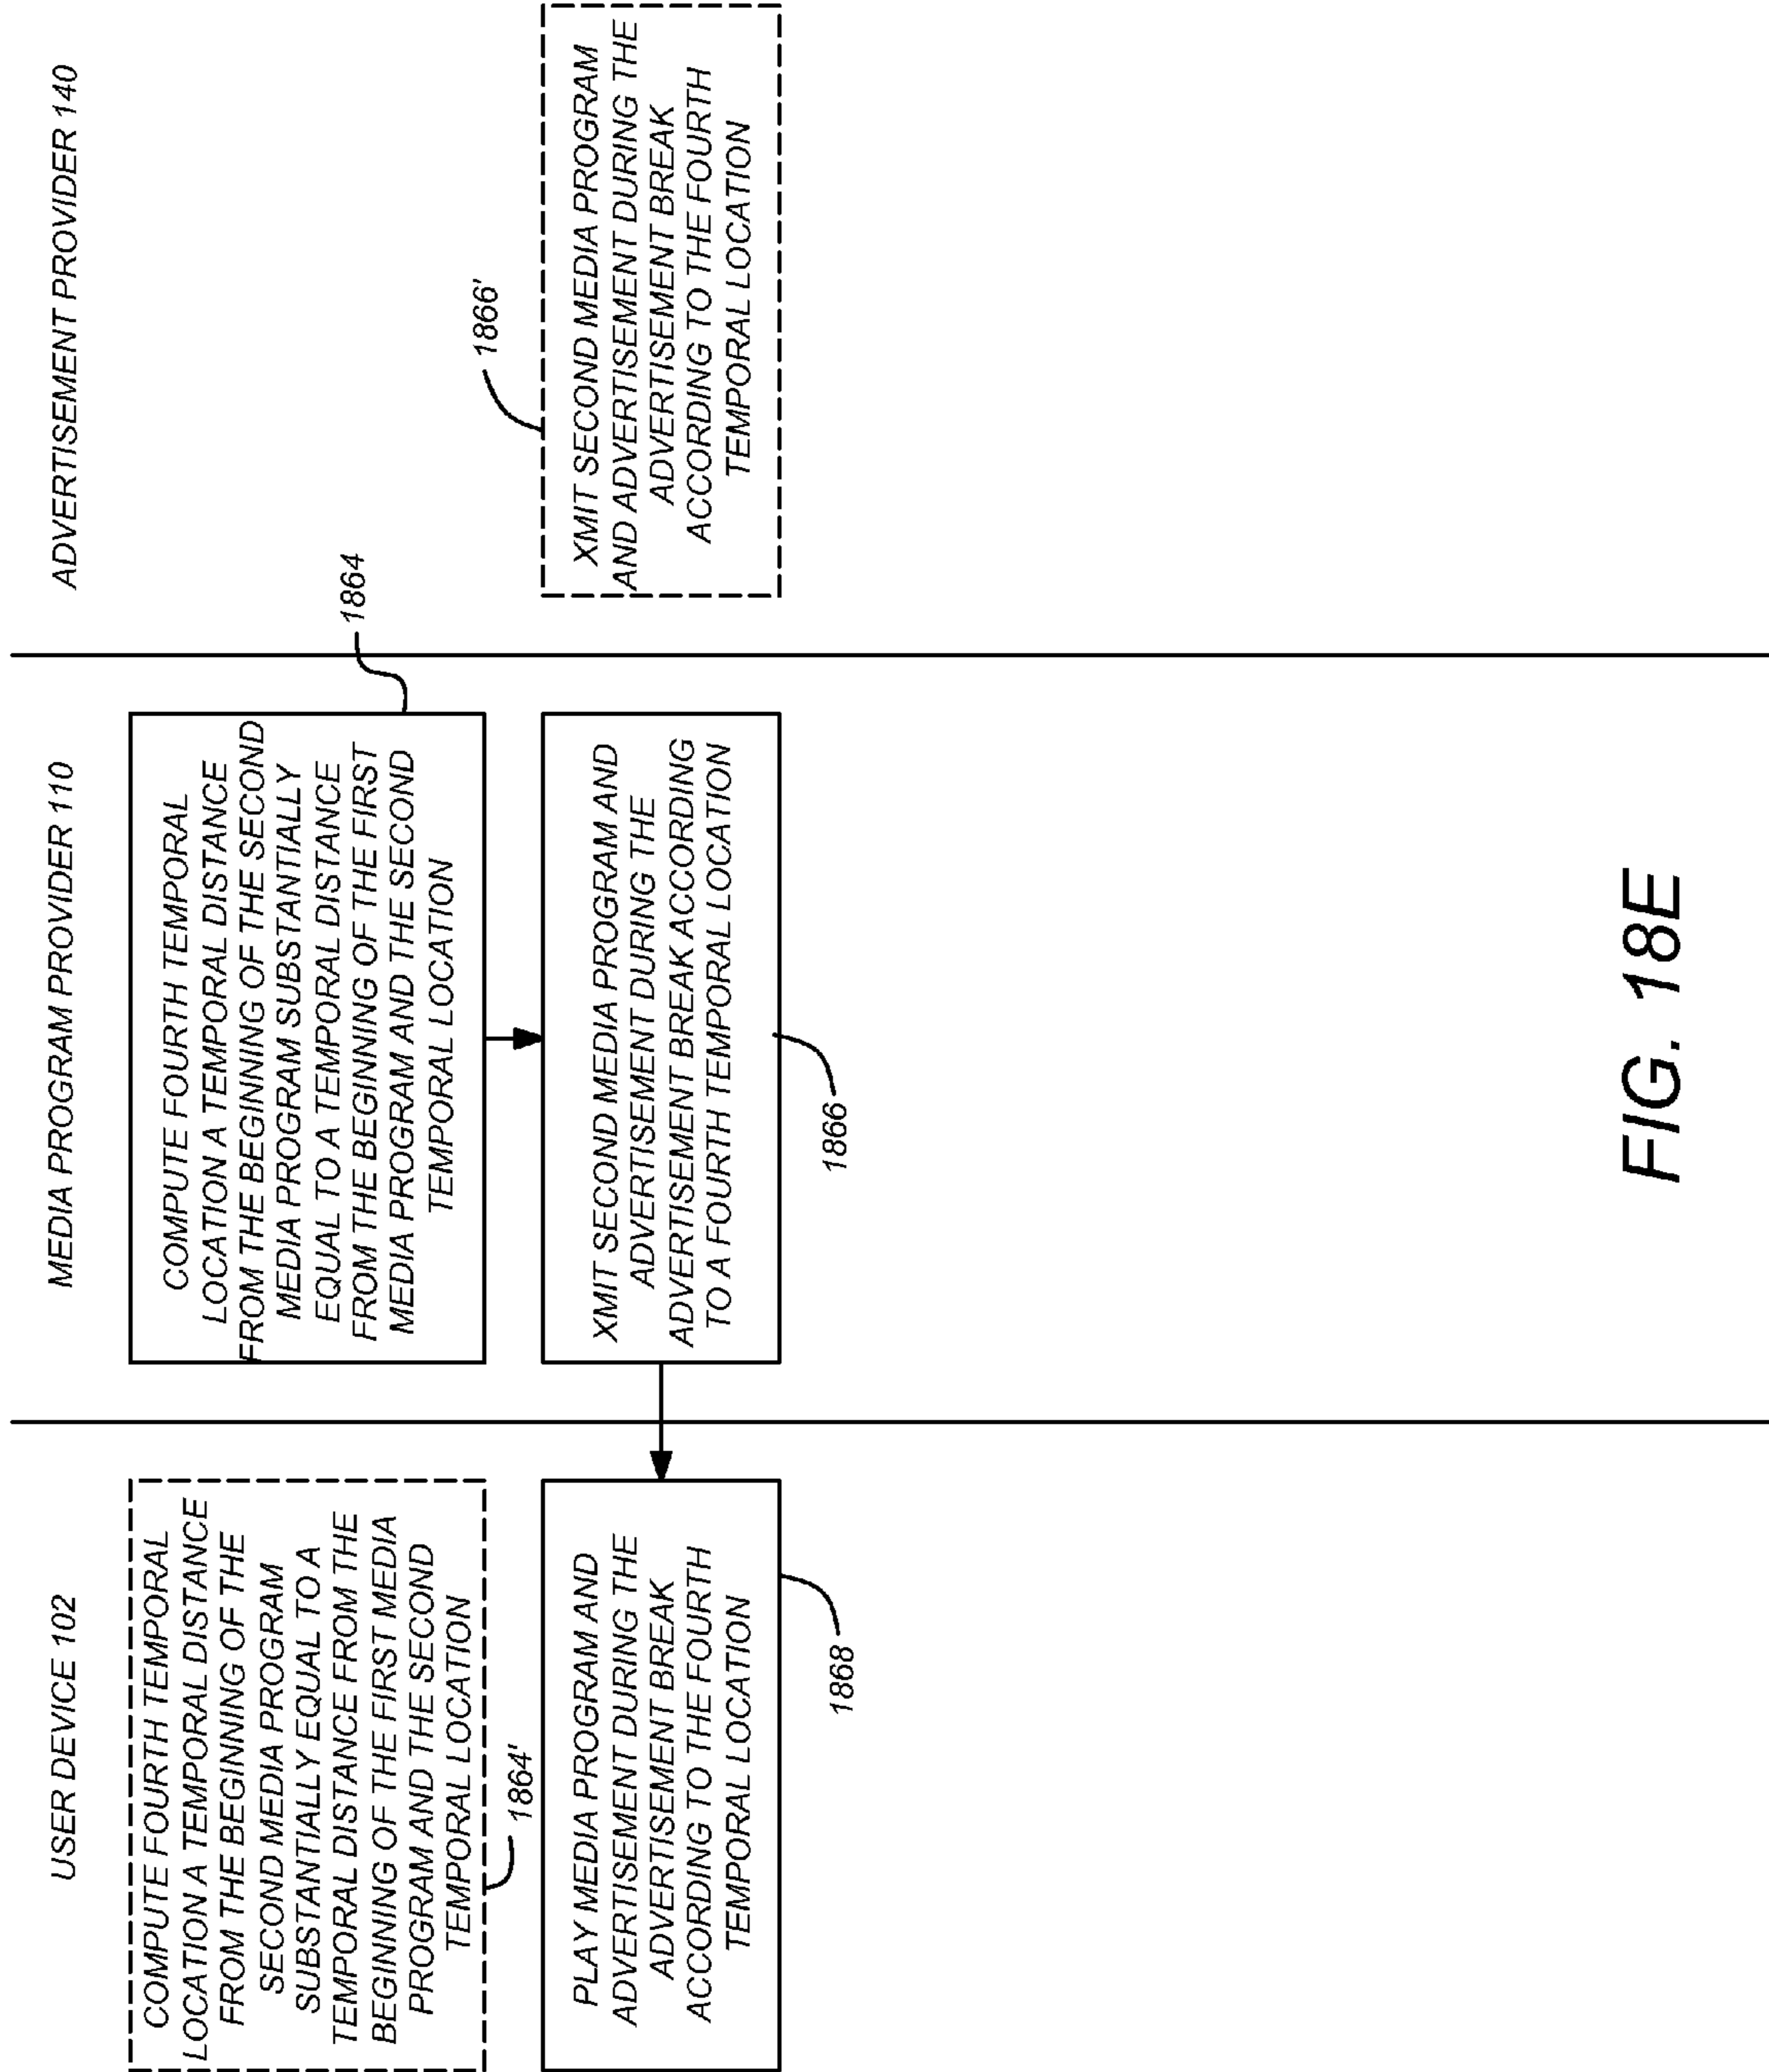 USER DEVICE 102
MEDIA PROGRAM PROVIDER 110
ADVERTISEMENT PROVIDER 140
COMPUTE FOURTH TEMPORAL
LOCATION A TEMPORAL DISTANCE
FROM THE BEGINNING OF THE
SECOND MEDIA PROGRAM
SUBSTANTIALLY EQUAL TO A
TEMPORAL DISTANCE FROM THE
BEGINNING OF THE FIRST MEDIA
PROGRAM AND THE SECOND
TEMPORAL LOCATION
1864'
COMPUTE FOURTH TEMPORAL
LOCATION A TEMPORAL DISTANCE
FROM THE BEGINNING OF THE SECOND
MEDIA PROGRAM SUBSTANTIALLY
EQUAL TO A TEMPORAL DISTANCE
FROM THE BEGINNING OF THE FIRST
MEDIA PROGRAM AND THE SECOND
TEMPORAL LOCATION
1864
PLAY MEDIA PROGRAM AND
ADVERTISEMENT DURING THE
ADVERTISEMENT BREAK
ACCORDING TO THE FOURTH
TEMPORAL LOCATION
1868
XMIT SECOND MEDIA PROGRAM AND
ADVERTISEMENT DURING THE
ADVERTISEMENT BREAK ACCORDING
TO A FOURTH TEMPORAL LOCATION
1866
1866'
XMIT SECOND MEDIA PROGRAM
AND ADVERTISEMENT DURING THE
ADVERTISEMENT BREAK
ACCORDING TO THE FOURTH
TEMPORAL LOCATION
FIG. 18E